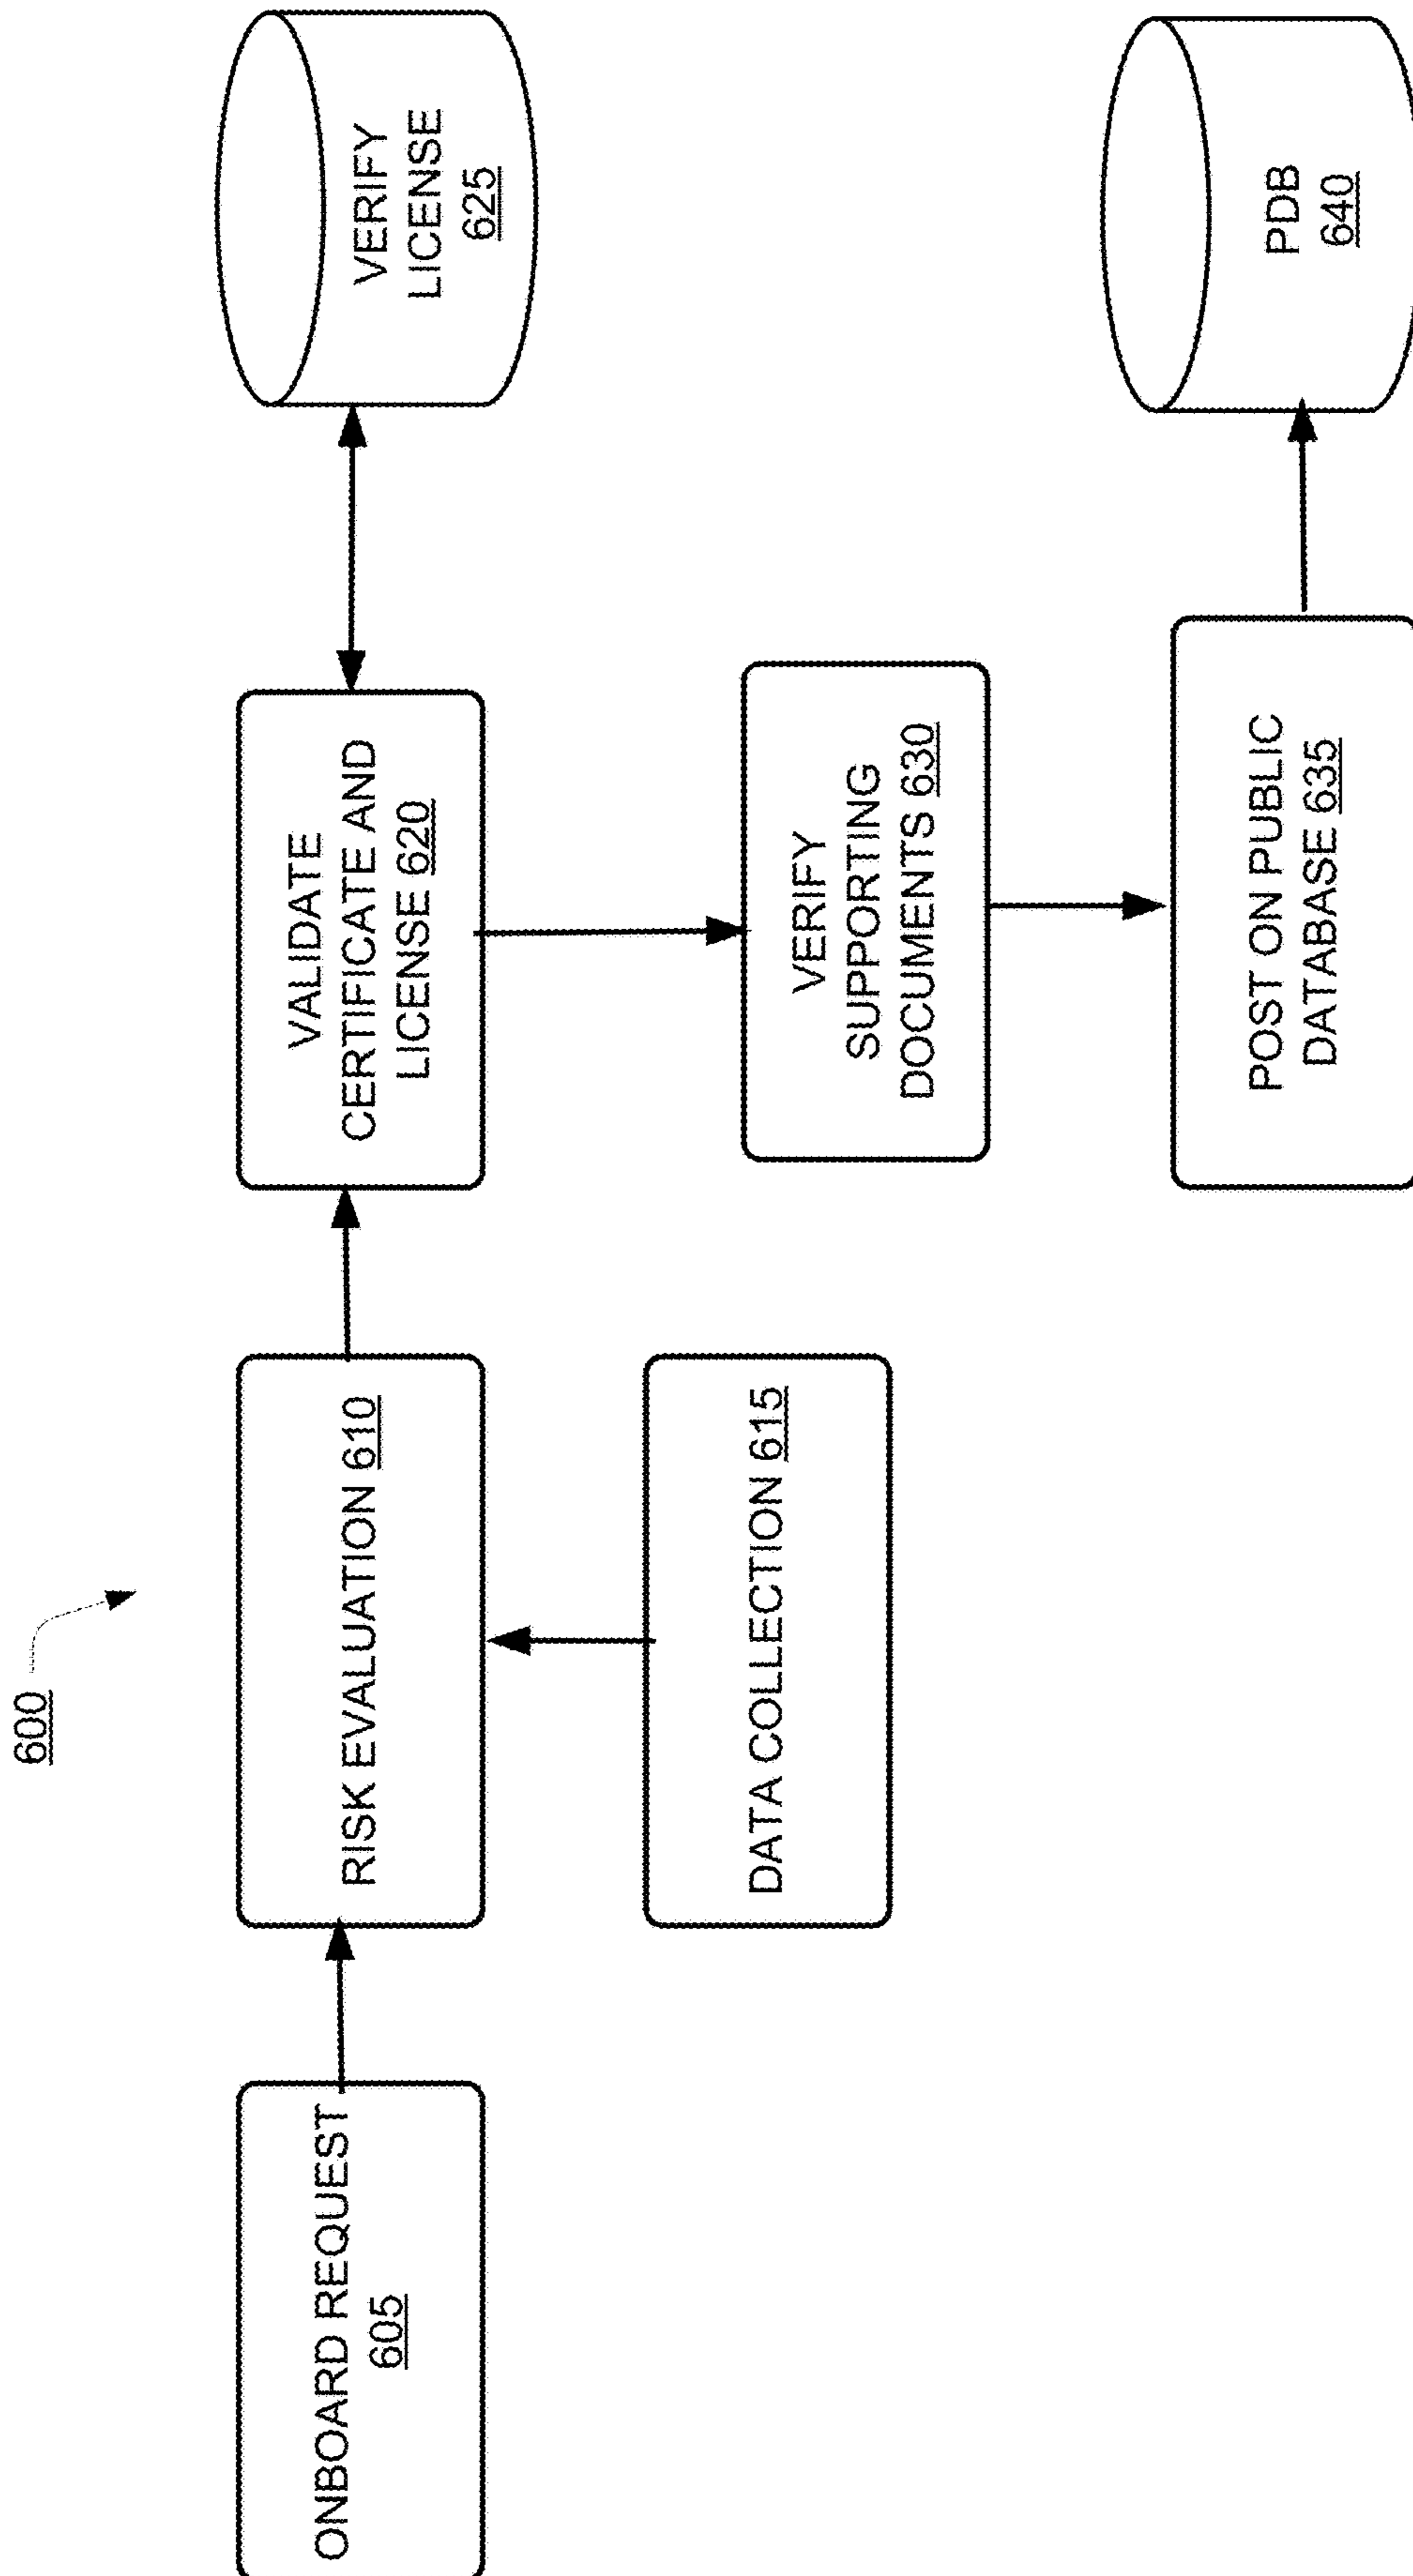 600
ONBOARD REQUEST
605
RISK EVALUATION 610
DATA COLLECTION 615
VALIDATE
CERTIFICATE AND
LICENSE 620
VERIFY
LICENSE
625
VERIFY
SUPPORTING
DOCUMENTS 630
POST ON PUBLIC
DATABASE 635
PDB
640